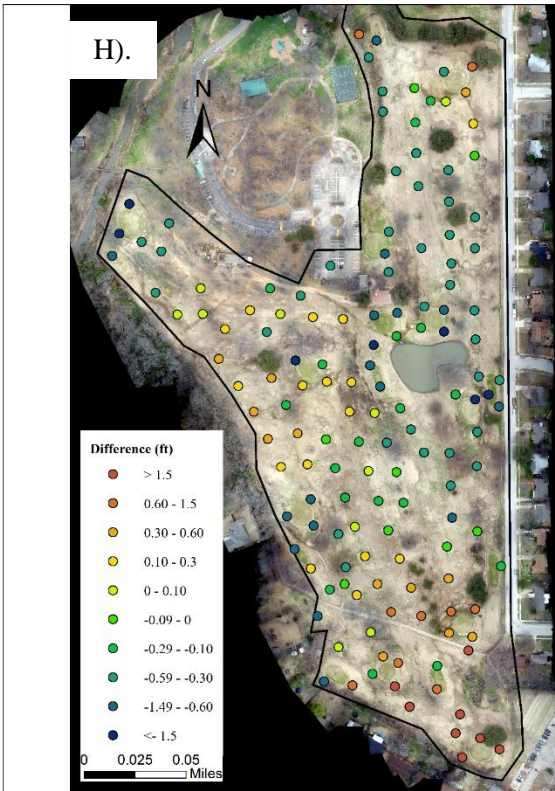 H).
N
Difference (ft)
> 1.5
0.60 - 1.5
0.30 - 0.60
0.10 - 0.3
0 - 0.10
-0.09 - 0
-0.29 - -0.10
-0.59 - -0.30
-1.49 - -0.60
<- 1.5
0 0.025 0.05
Miles